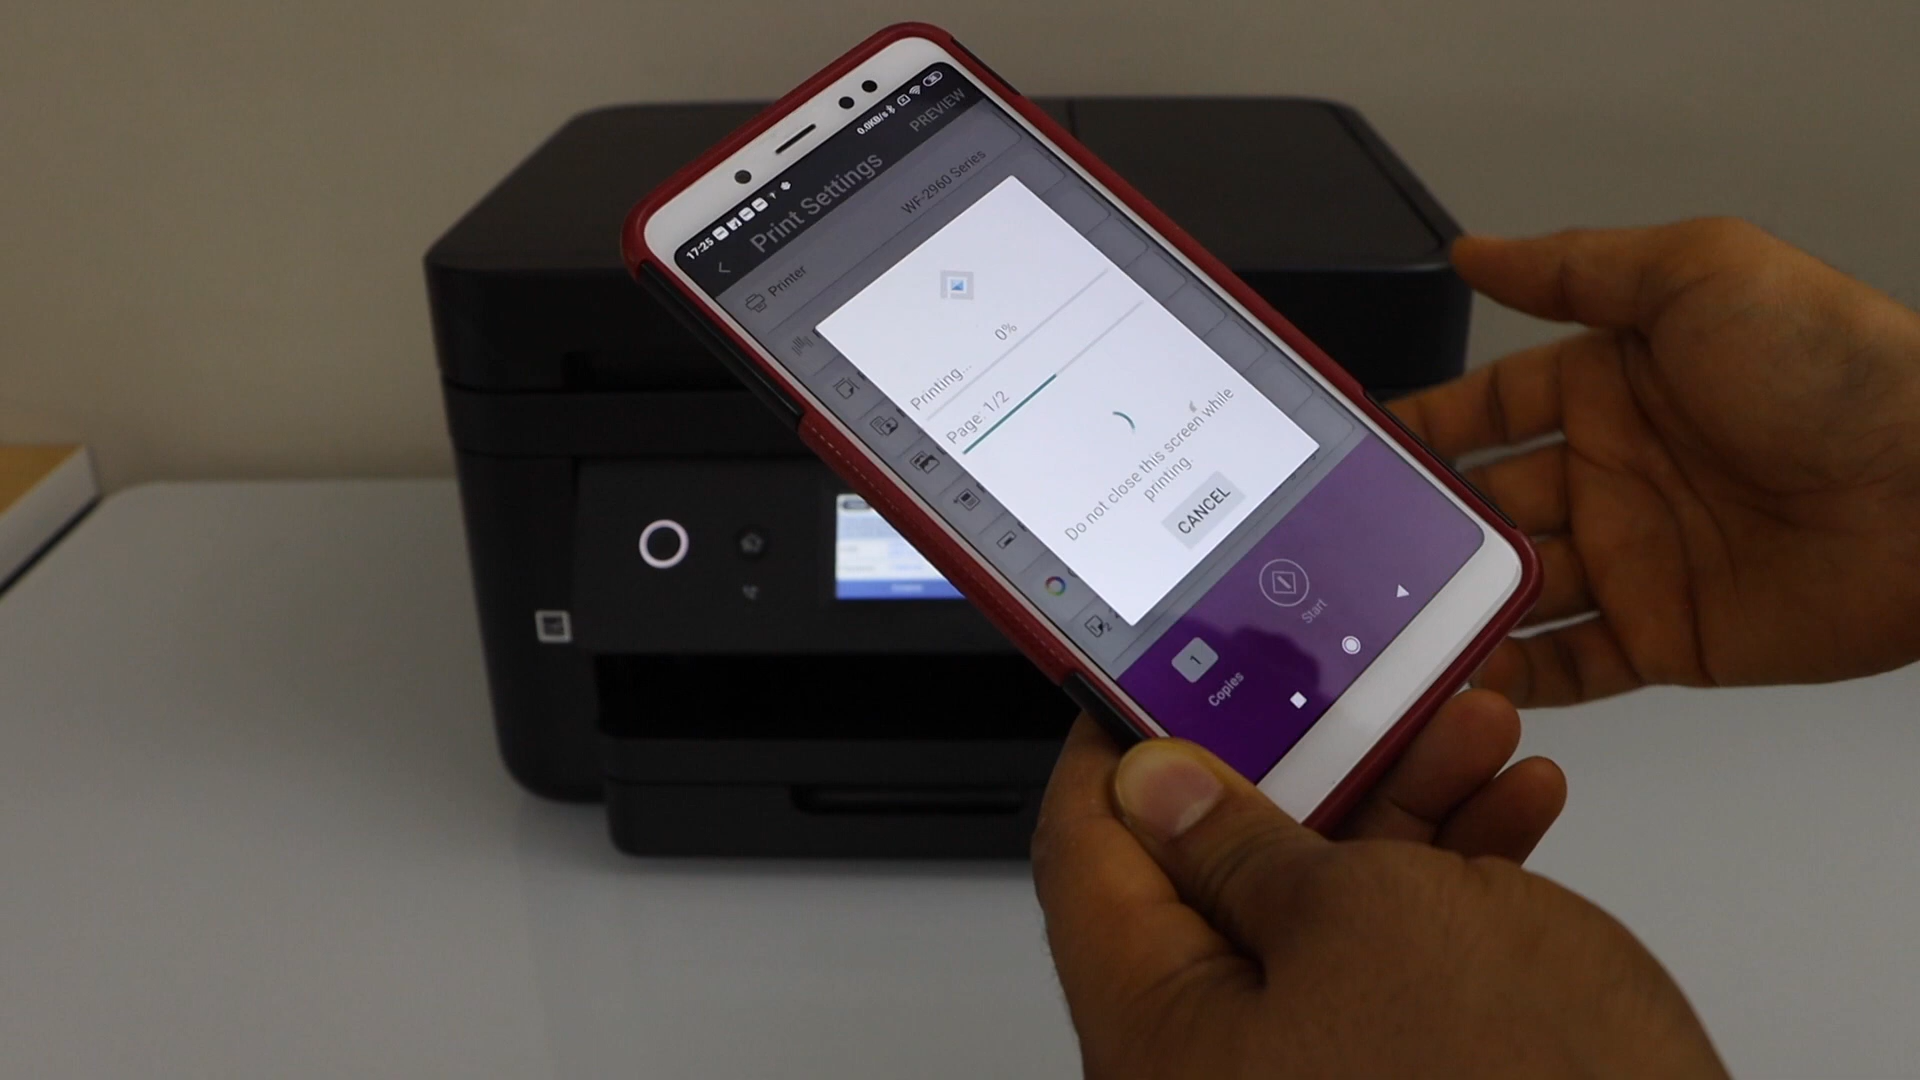 17:25
0.0KB/s
36
Print Settings
PREVIEW
Printer
WF-2960 Series
0%
Printing...
Page: 1/2
Do not close this screen while
printing.
CANCEL
1
Copies
Start